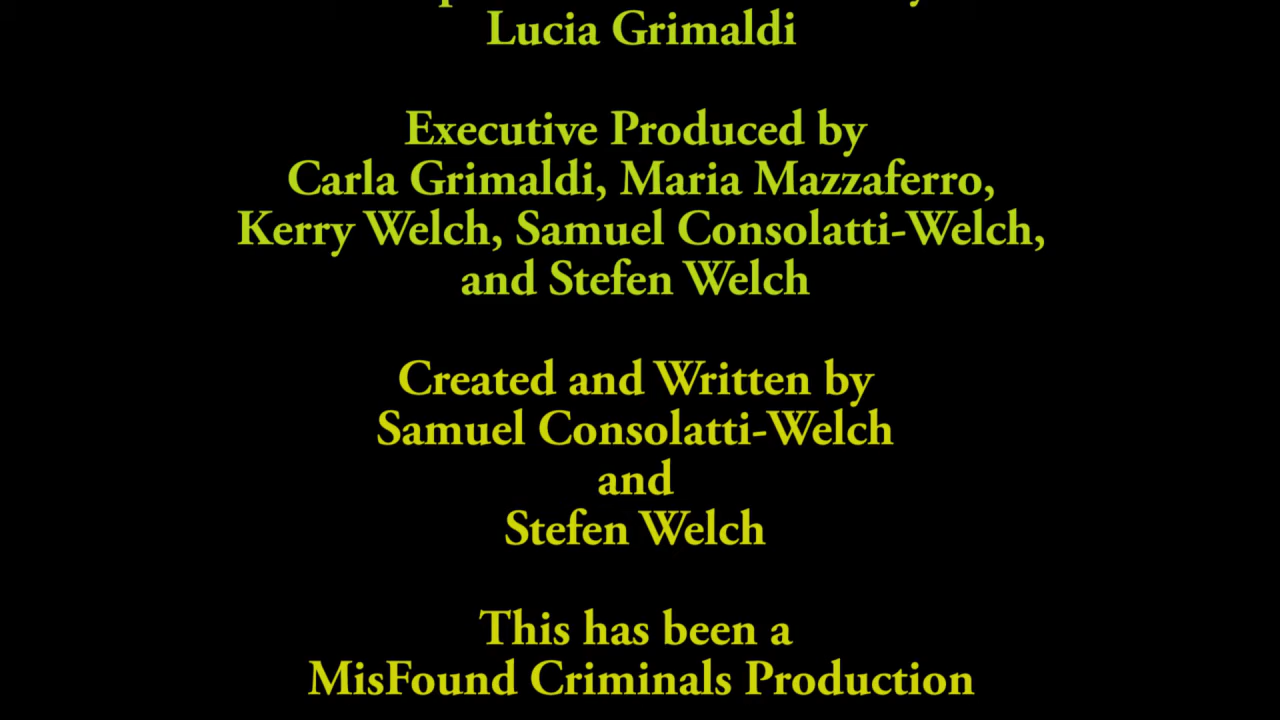 Lucia Grimaldi
Executive Produced by
Carla Grimaldi, Maria Mazzaferro,
Kerry Welch, Samuel Consolatti-Welch,
and Stefen Welch
Created and Written by
Samuel Consolatti-Welch
and
Stefen Welch
This has been a
MisFound Criminals Production